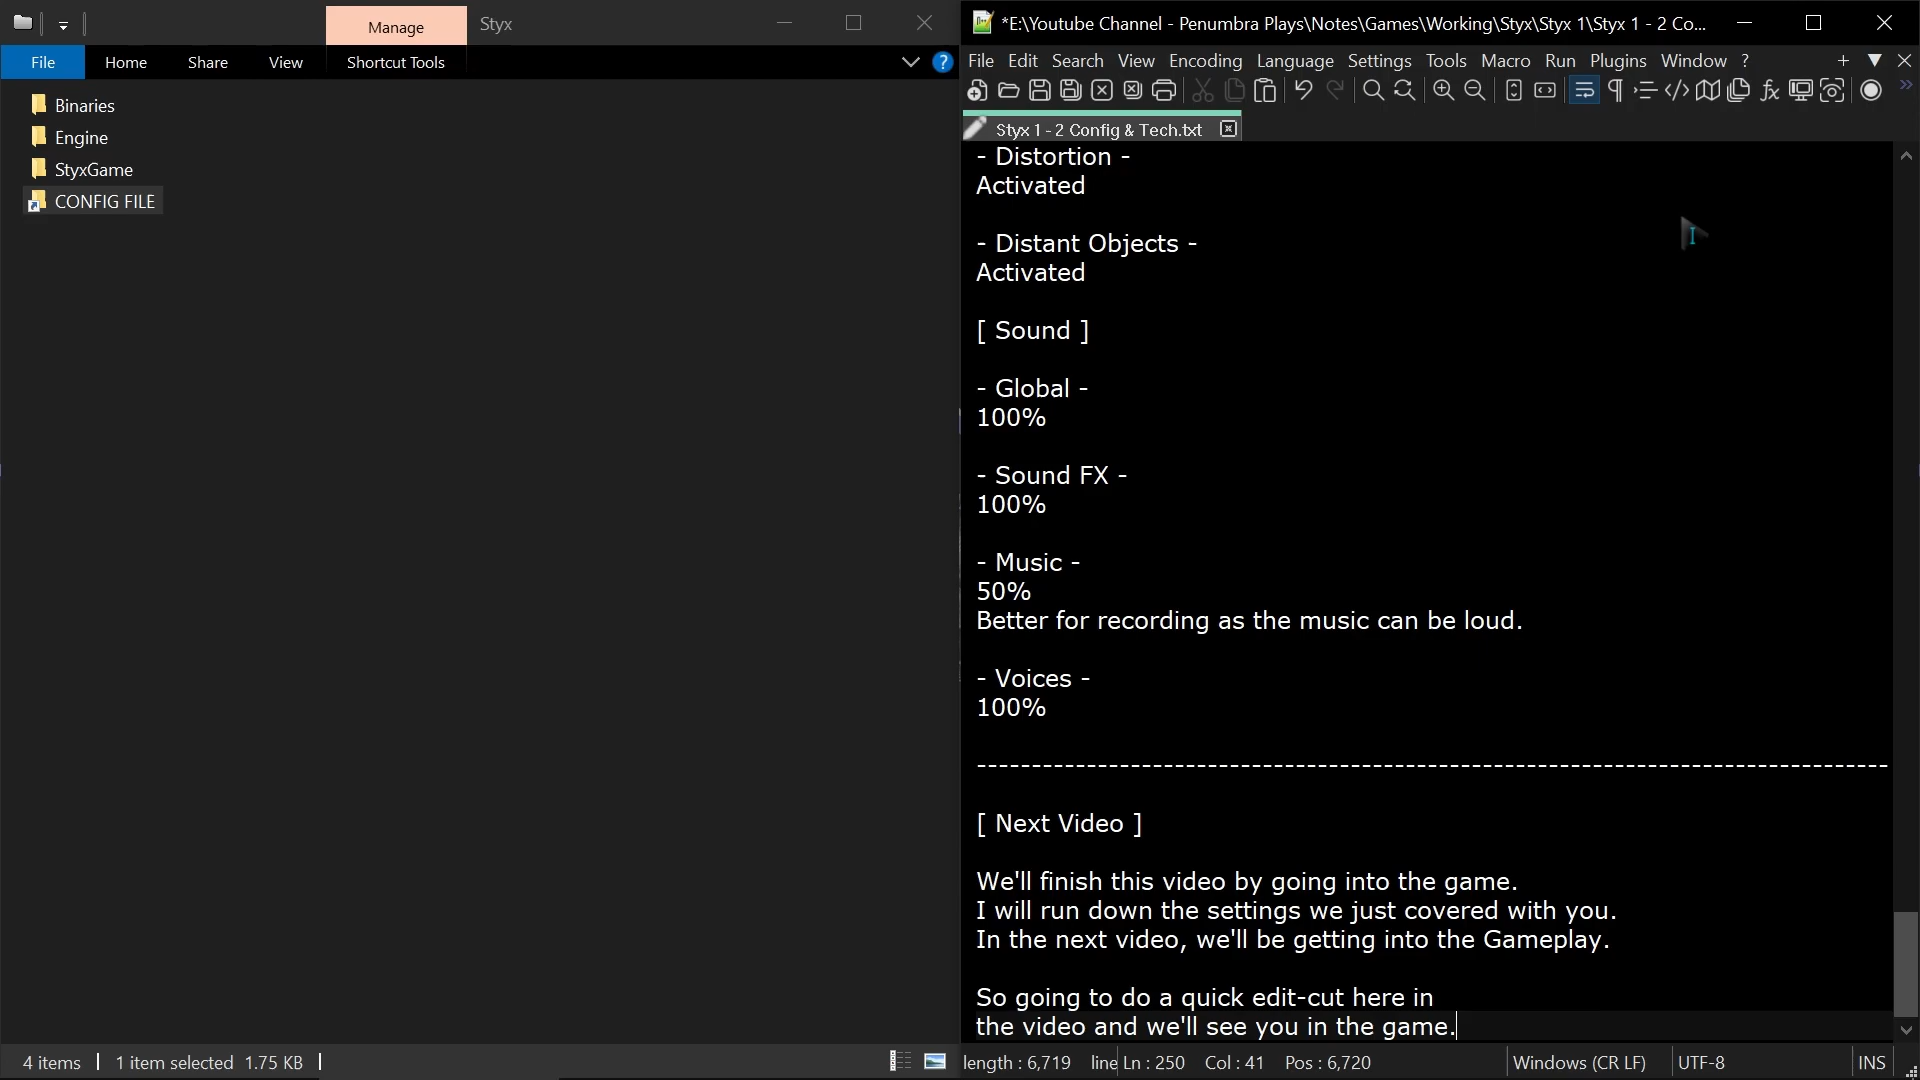 Manage
Styx
File
Home
Share
View
Shortcut Tools
?
Binaries
Engine
StyxGame
CONFIG FILE
4 items
1 item selected 1.75 KB
*E:\Youtube Channel - Penumbra Plays\Notes\Games\Working\Styx\Styx 1\Styx 1 - 2 Co...
File Edit Search View Encoding Language Settings Tools Macro Run Plugins Window ?
Styx 1 - 2 Config & Tech.txt
- Distortion -
Activated
- Distant Objects -
Activated
[ Sound ]
- Global -
100%
- Sound FX -
100%
- Music -
50%
Better for recording as the music can be loud.
- Voices -
100%
-----------------------------------------------------------------------------------
[ Next Video ]
We'll finish this video by going into the game.
I will run down the settings we just covered with you.
In the next video, we'll be getting into the Gameplay.
So going to do a quick edit-cut here in
the video and we'll see you in the game.
length : 6,719 line Ln : 250 Col : 41 Pos : 6,720
Windows (CR LF)
UTF-8
INS